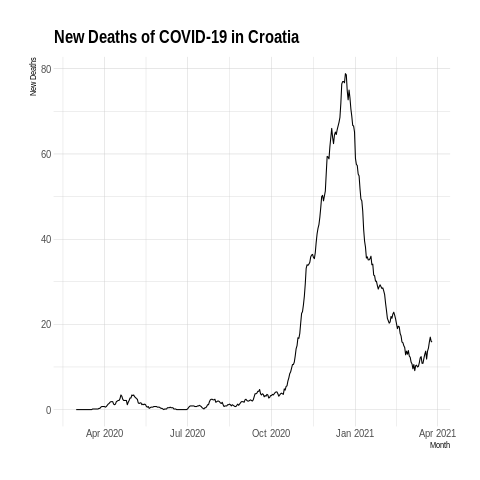 New Deaths of COVID-19 in Croatia
New Deaths
80
60
40
20
0
Apr 2020 Jul 2020 Oct 2020 Jan 2021 Apr 2021
Month